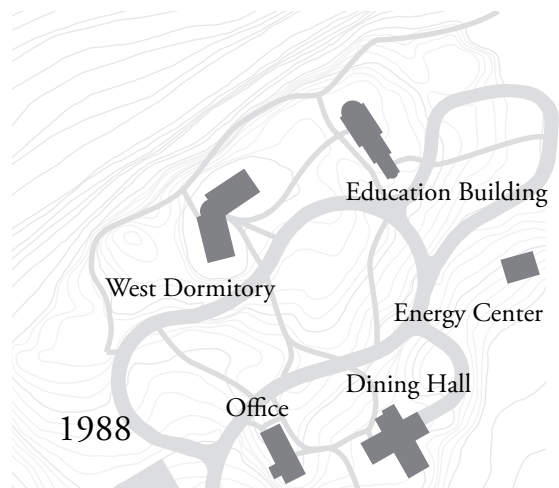 Education Building
West Dormitory
Energy Center
Dining Hall
Office
1988